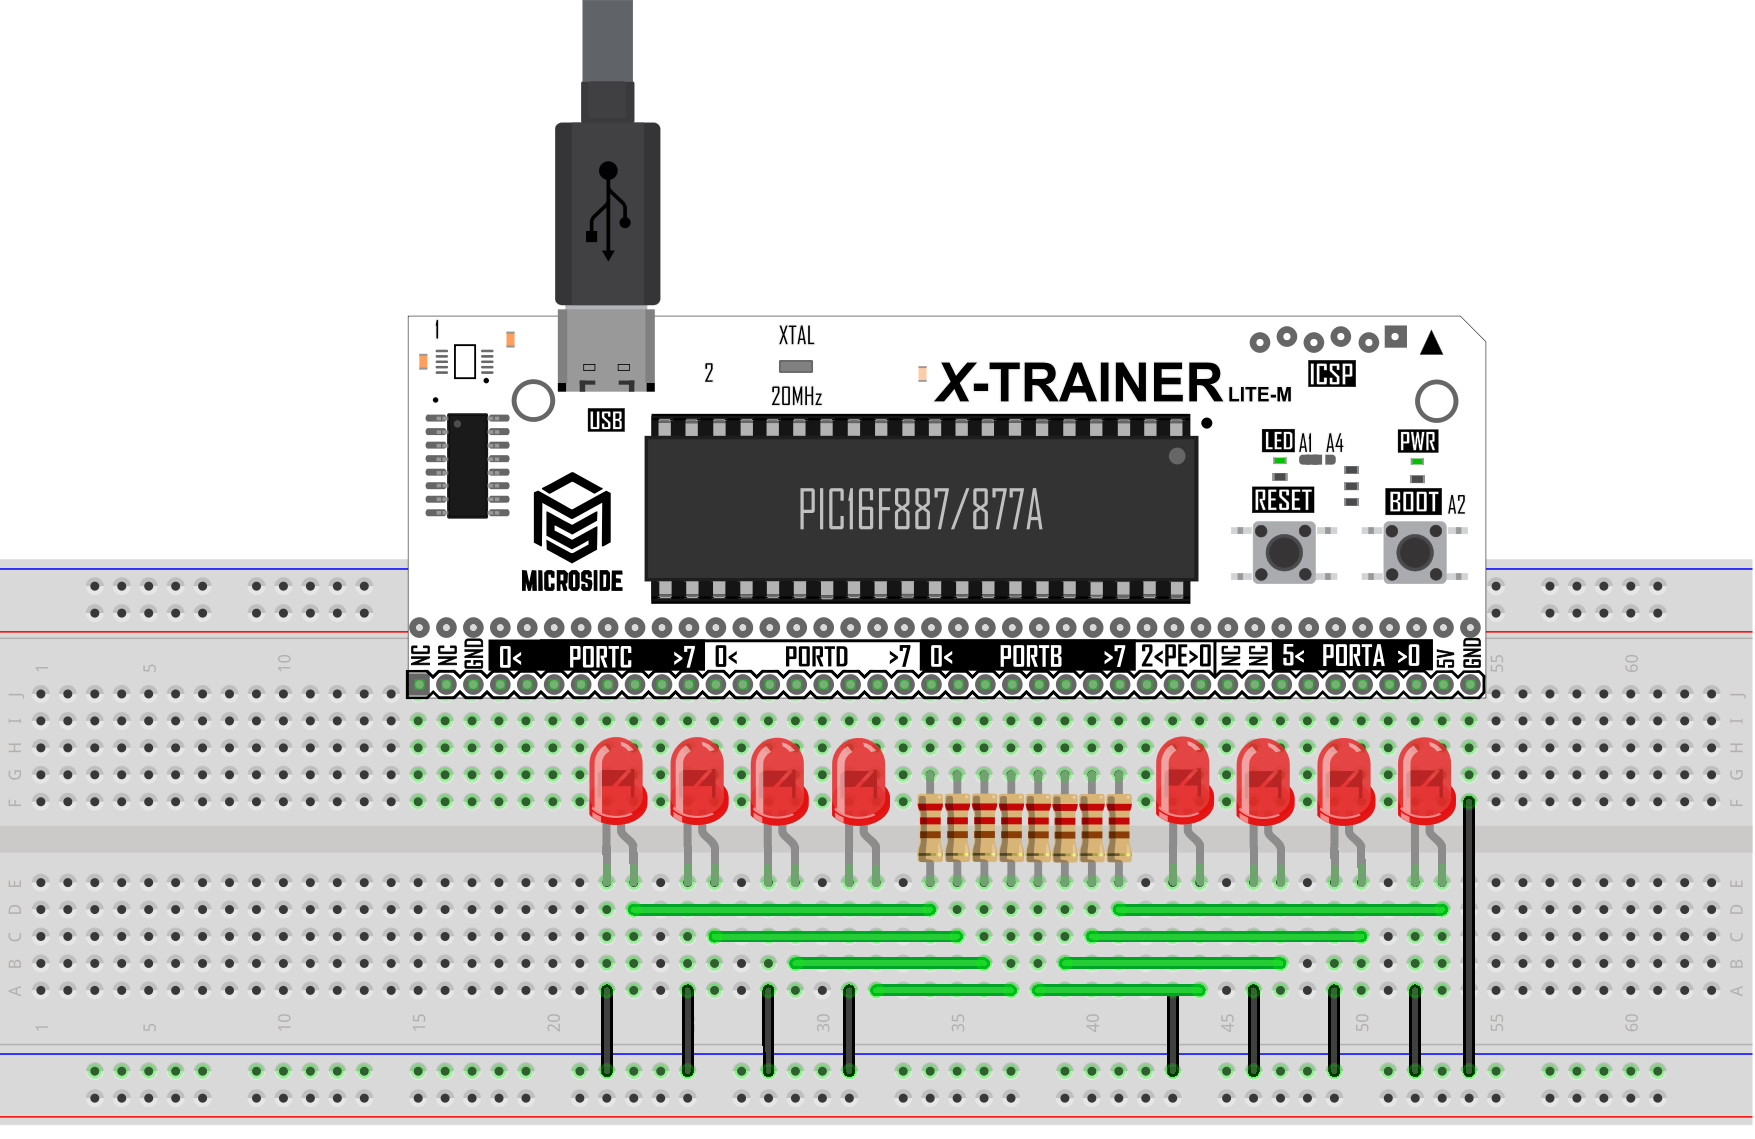 1
XTAL
2
20MHz
X-TRAINER LITE-M
ICSP
USB
LED A1 A4
PWR
RESET
BOOT A2
PIC16F887/877A
MICROSIDE
NC NC GND 0< PORTC >7 0< PORTD >7 0< PORTB >7 2<PE>0 NC NC 5< PORTA >0 5V GND
1 5 10 55 60
J J
I I
H H
G G
F F
E E
D D
C C
B B
A A
1 5 10 15 20 30 35 40 45 50 55 60